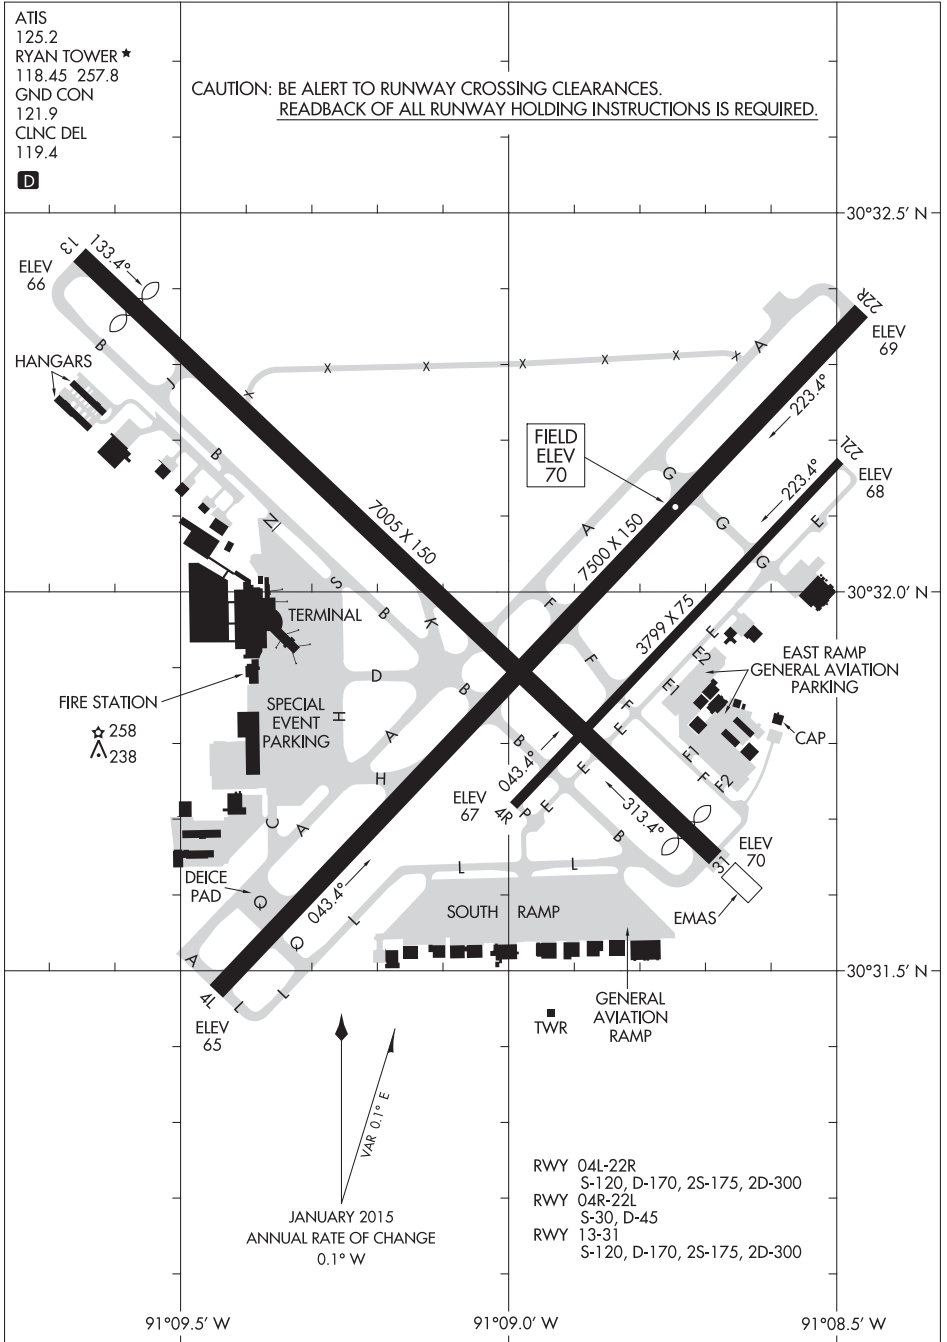 ATIS
125.2
RYAN TOWER ★
118.45 257.8
GND CON
121.9
CLNC DEL
119.4
D
CAUTION: BE ALERT TO RUNWAY CROSSING CLEARANCES.
READBACK OF ALL RUNWAY HOLDING INSTRUCTIONS IS REQUIRED.
30°32.5' N
13
133.4°
ELEV
66
22R
ELEV
69
HANGARS
B
J
B
N
S
B
K
X
X
X
X
X
X
X
A
223.4°
FIELD
ELEV
70
22L
ELEV
68
223.4°
G
G
G
E
A
7005 X 150
7500 X 150
3799 X 75
30°32.0' N
TERMINAL
F
F
F
E
E2
E1
E
EAST RAMP
GENERAL AVIATION
PARKING
CAP
F1
F
F2
FIRE STATION
258
238
SPECIAL
EVENT
PARKING
D
H
A
H
B
B
C
A
043.4°
ELEV
67
4R
P
E
E
B
313.4°
31
ELEV
70
EMAS
DEICE
PAD
Q
Q
043.4°
L
L
L
SOUTH RAMP
A
4L
L
L
ELEV
65
30°31.5' N
GENERAL
AVIATION
RAMP
TWR
VAR 0.1° E
JANUARY 2015
ANNUAL RATE OF CHANGE
0.1° W
RWY 04L-22R
S-120, D-170, 2S-175, 2D-300
RWY 04R-22L
S-30, D-45
RWY 13-31
S-120, D-170, 2S-175, 2D-300
91°09.5' W
91°09.0' W
91°08.5' W